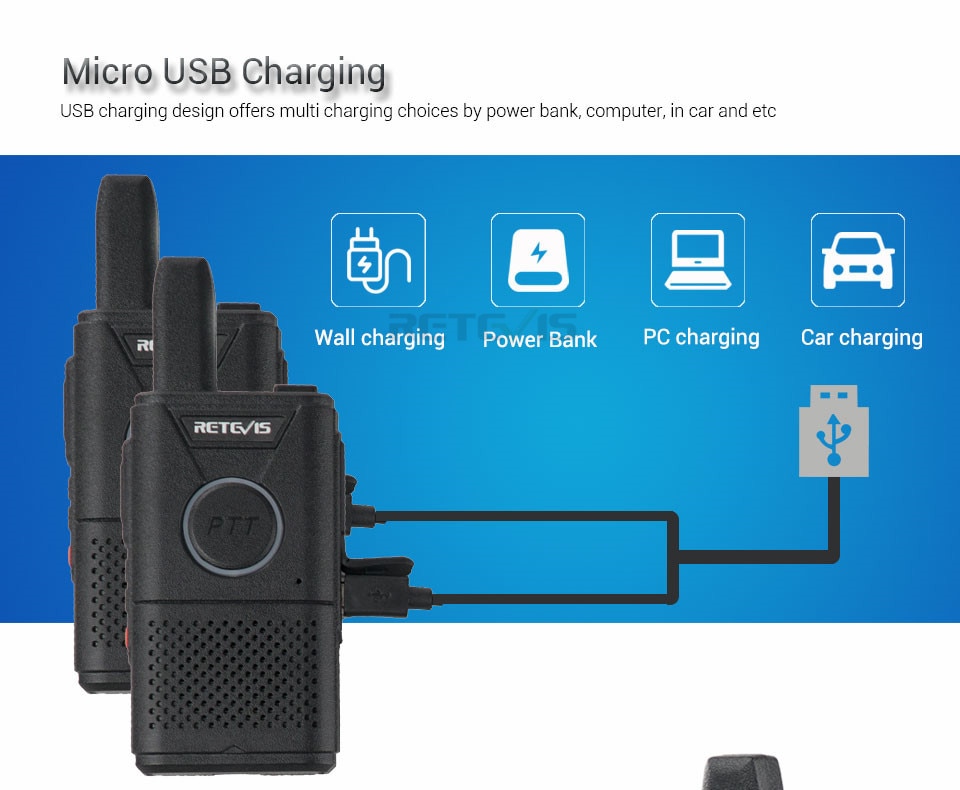 Micro USB Charging
USB charging design offers multi charging choices by power bank, computer, in car and etc
RETEVIS
Wall charging
Power Bank
PC charging
Car charging
RE
RETEVIS
PTT